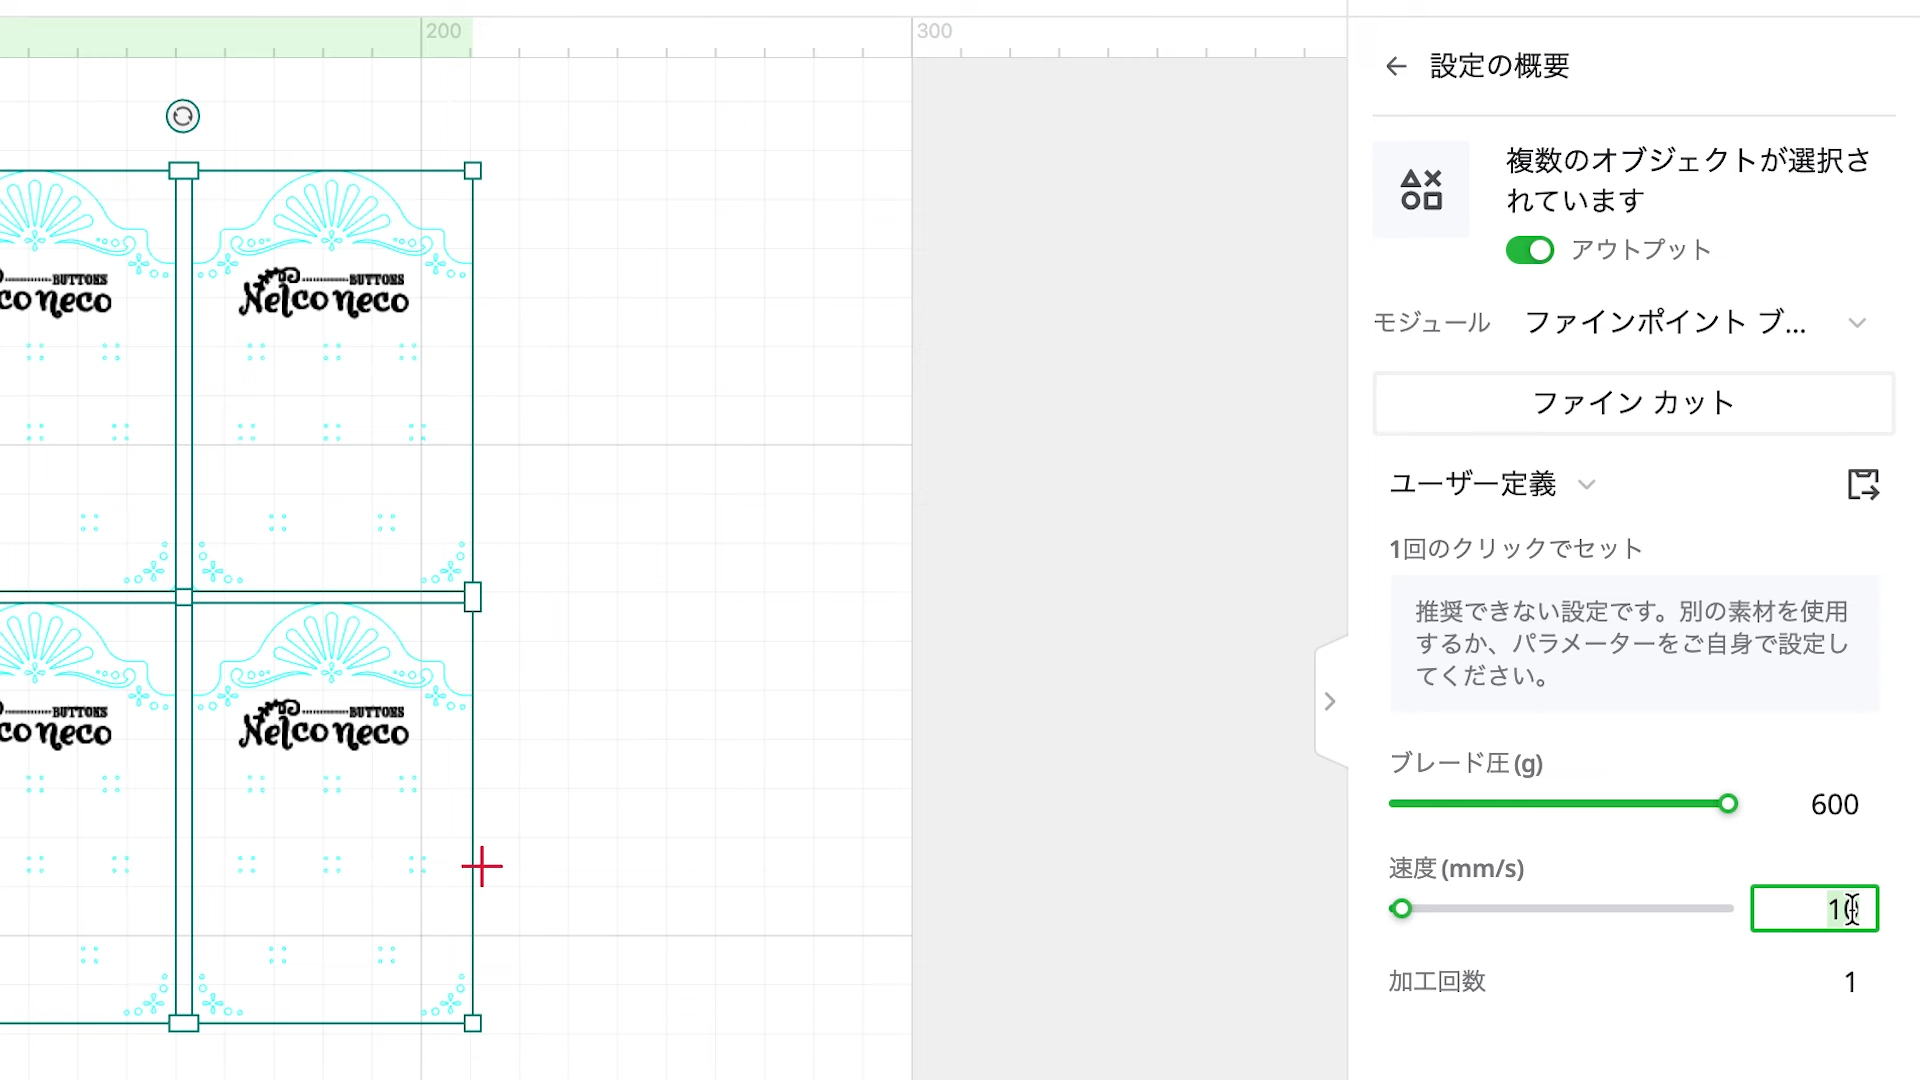 200
300
設定の概要
複数のオブジェクトが選択さ
れています
アウトプット
モジュール ファインポイント ブ...
ファイン カット
ユーザー定義
1回のクリックでセット
推奨できない設定です。別の素材を使用
するか、パラメーターをご自身で設定し
てください。
ブレード圧(g)
600
速度(mm/s)
10
加工回数 1
BUTTONS
BUTTONS
co neco
Nelco neco
BUTTONS
BUTTONS
co neco
Nelco neco